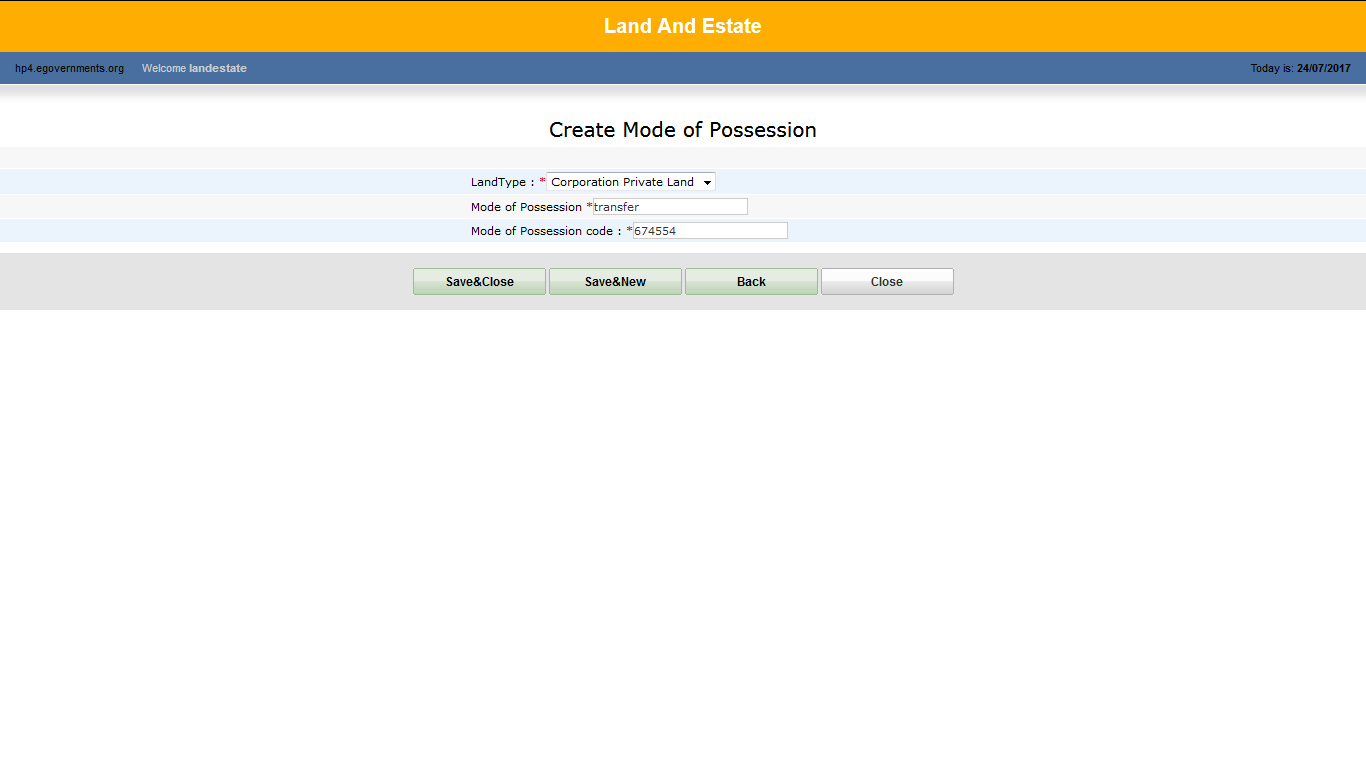 Land And Estate
hp4.egovernments.org Welcome landestate Today is: 24/07/2017
Create Mode of Possession
LandType : * Corporation Private Land
Mode of Possession * transfer
Mode of Possession code : * 674554
Save&Close Save&New Back Close